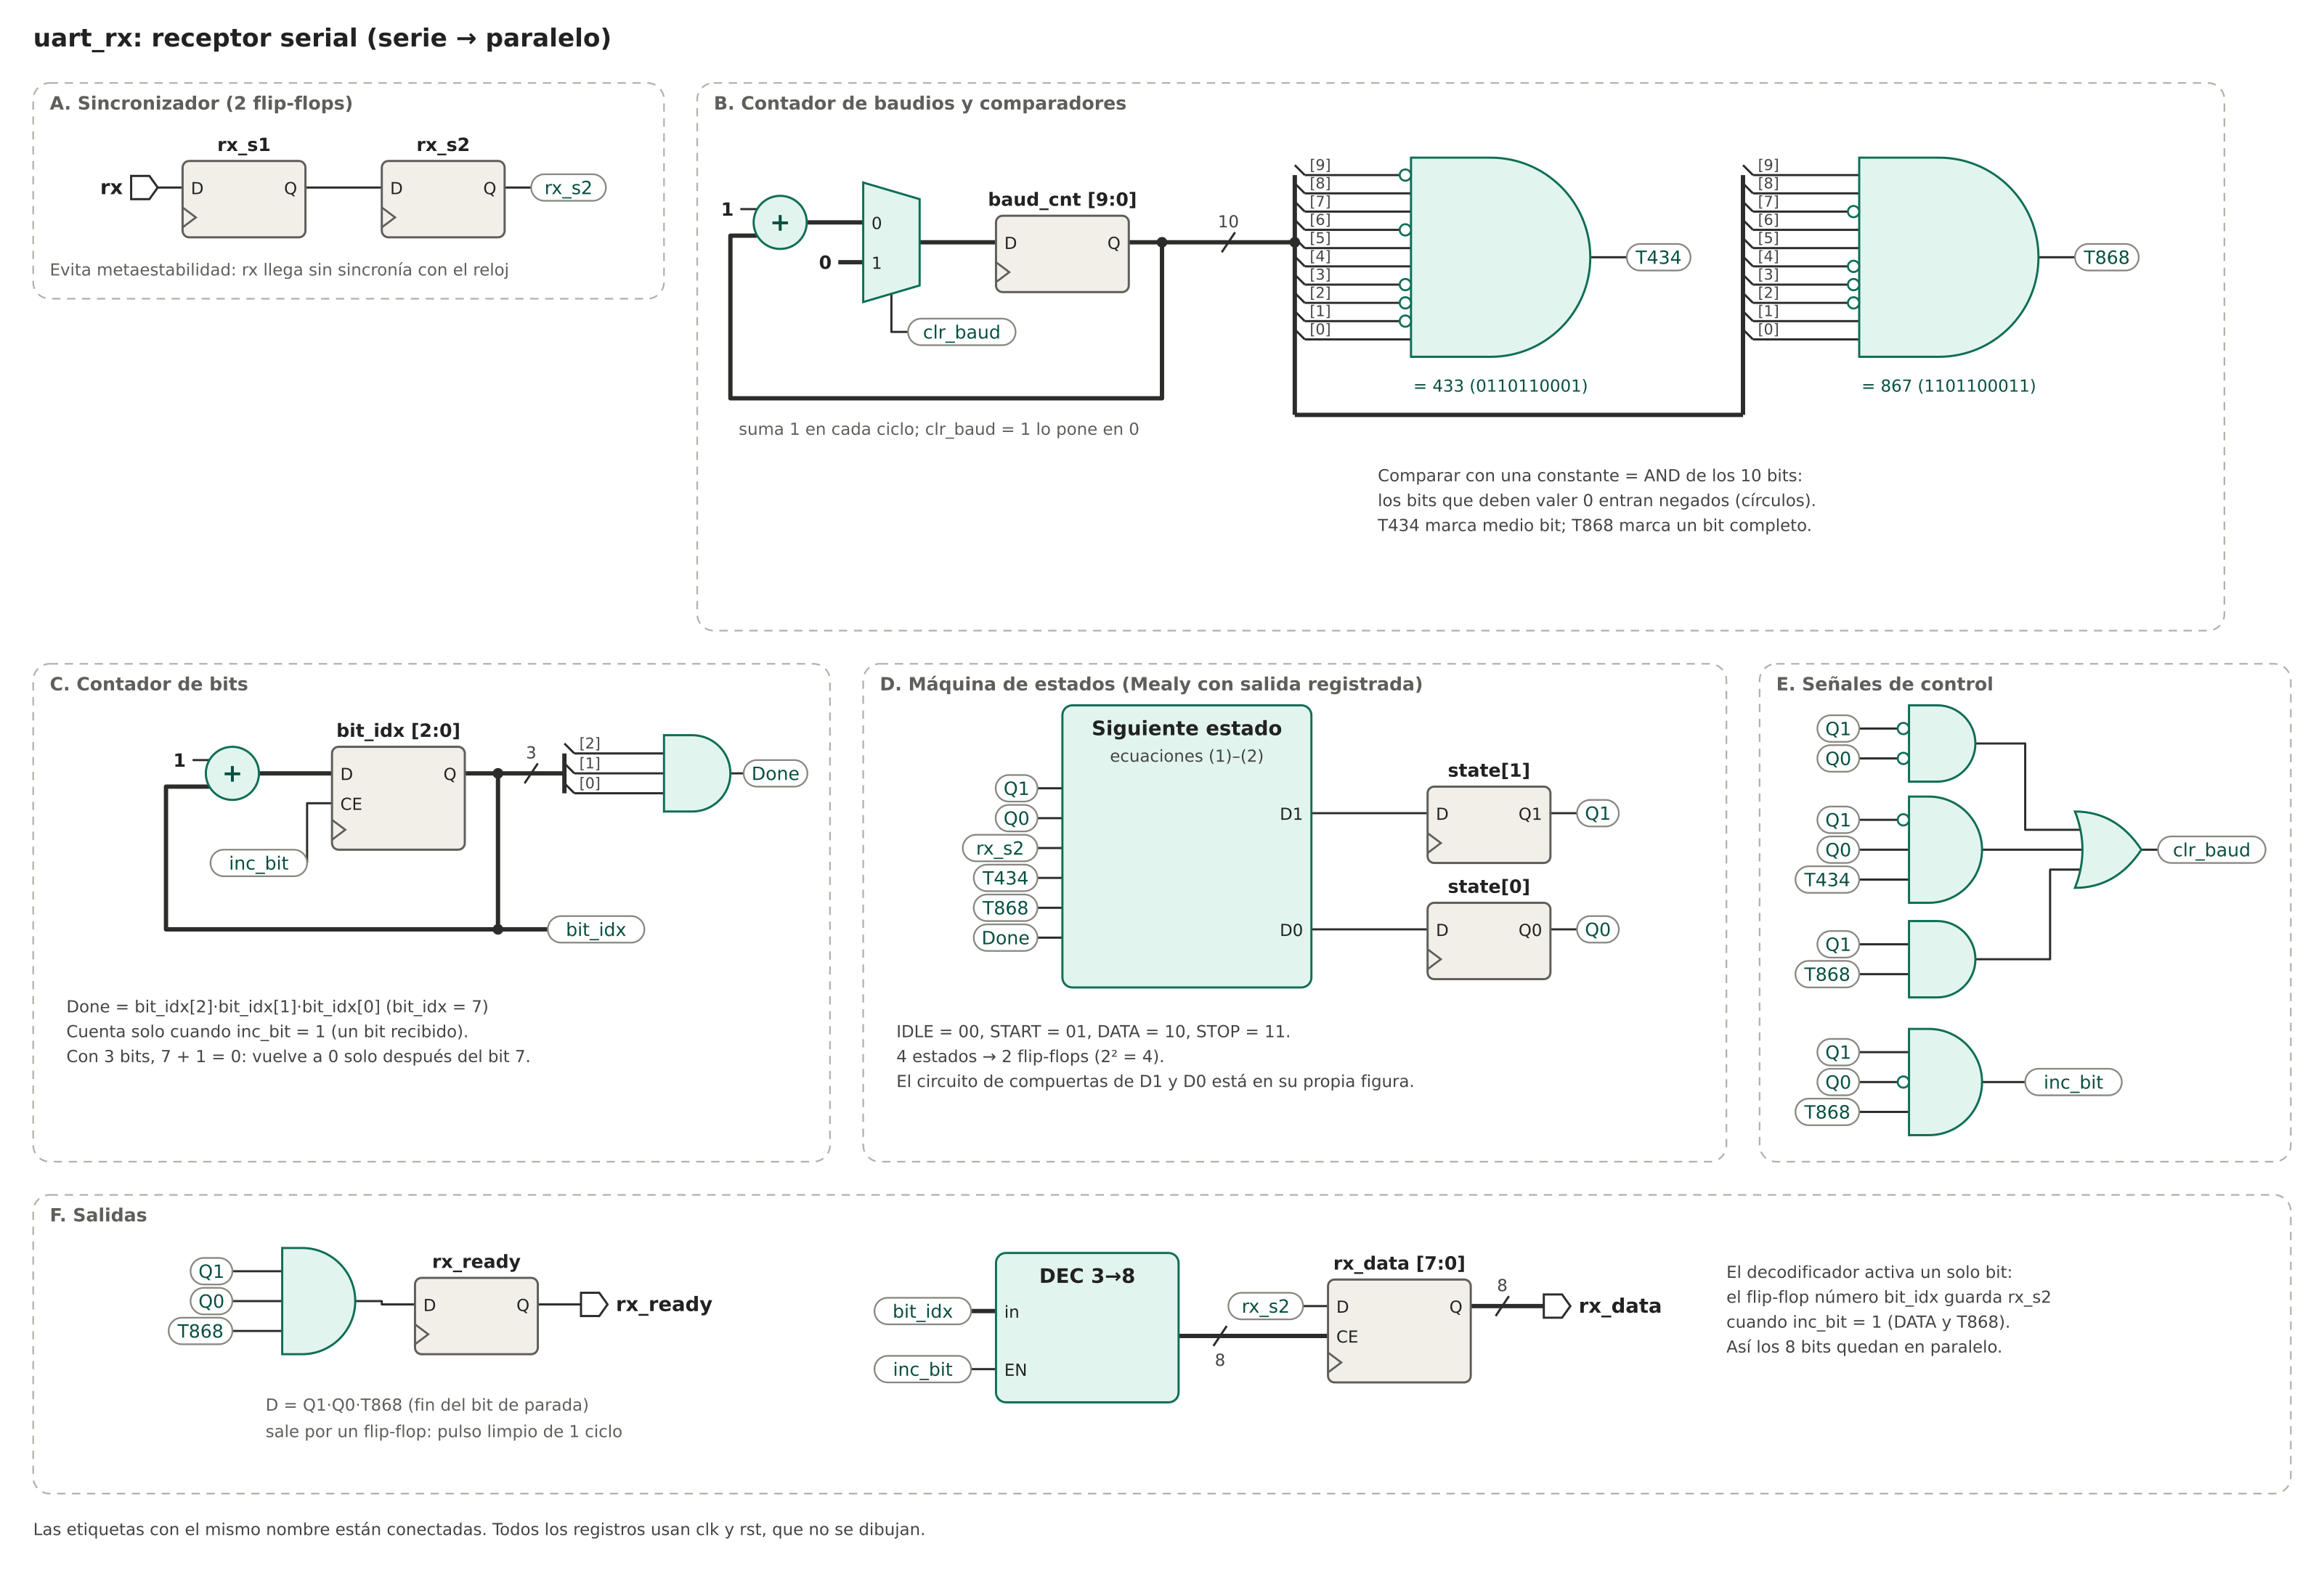 uart_rx: receptor serial (serie → paralelo)
A. Sincronizador (2 flip-flops)
rx_s1
rx_s2
rx
D
Q
D
Q
rx_s2
Evita metaestabilidad: rx llega sin sincronía con el reloj
B. Contador de baudios y comparadores
1
+
0
0
1
clr_baud
baud_cnt [9:0]
D
Q
10
[9]
[8]
[7]
[6]
[5]
[4]
[3]
[2]
[1]
[0]
T434
= 433 (0110110001)
[9]
[8]
[7]
[6]
[5]
[4]
[3]
[2]
[1]
[0]
T868
= 867 (1101100011)
suma 1 en cada ciclo; clr_baud = 1 lo pone en 0
Comparar con una constante = AND de los 10 bits:
los bits que deben valer 0 entran negados (círculos).
T434 marca medio bit; T868 marca un bit completo.
C. Contador de bits
bit_idx [2:0]
1
+
D
Q
CE
inc_bit
3
[2]
[1]
[0]
Done
bit_idx
Done = bit_idx[2]·bit_idx[1]·bit_idx[0] (bit_idx = 7)
Cuenta solo cuando inc_bit = 1 (un bit recibido).
Con 3 bits, 7 + 1 = 0: vuelve a 0 solo después del bit 7.
D. Máquina de estados (Mealy con salida registrada)
Siguiente estado
ecuaciones (1)–(2)
Q1
Q0
rx_s2
T434
T868
Done
D1
D0
state[1]
D
Q1
Q1
state[0]
D
Q0
Q0
IDLE = 00, START = 01, DATA = 10, STOP = 11.
4 estados → 2 flip-flops (2² = 4).
El circuito de compuertas de D1 y D0 está en su propia figura.
E. Señales de control
Q1
Q0
Q1
Q0
T434
Q1
T868
clr_baud
Q1
Q0
T868
inc_bit
F. Salidas
Q1
Q0
T868
rx_ready
D
Q
rx_ready
D = Q1·Q0·T868 (fin del bit de parada)
sale por un flip-flop: pulso limpio de 1 ciclo
DEC 3→8
bit_idx
in
inc_bit
EN
8
rx_s2
rx_data [7:0]
D
Q
CE
8
rx_data
El decodificador activa un solo bit:
el flip-flop número bit_idx guarda rx_s2
cuando inc_bit = 1 (DATA y T868).
Así los 8 bits quedan en paralelo.
Las etiquetas con el mismo nombre están conectadas. Todos los registros usan clk y rst, que no se dibujan.